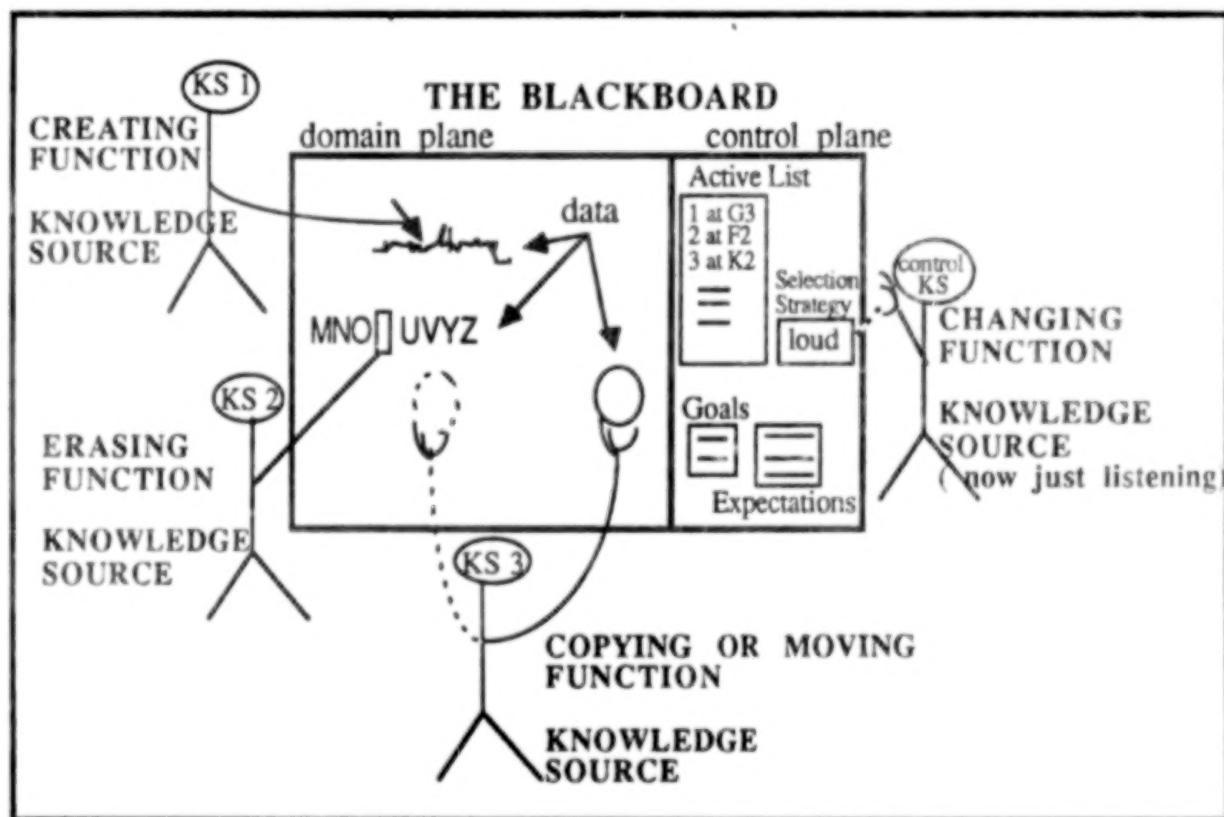 KS 1
THE BLACKBOARD
CREATING
FUNCTION
domain plane
control plane
KNOWLEDGE
SOURCE
data
Active List
1 at G3
2 at F2
3 at K2
Selection
Strategy
loud
control
KS
CHANGING
FUNCTION
MNO UVYZ
KS 2
ERASING
FUNCTION
Goals
Expectations
KNOWLEDGE
SOURCE
( now just listening)
KNOWLEDGE
SOURCE
KS 3
COPYING OR MOVING
FUNCTION
KNOWLEDGE
SOURCE